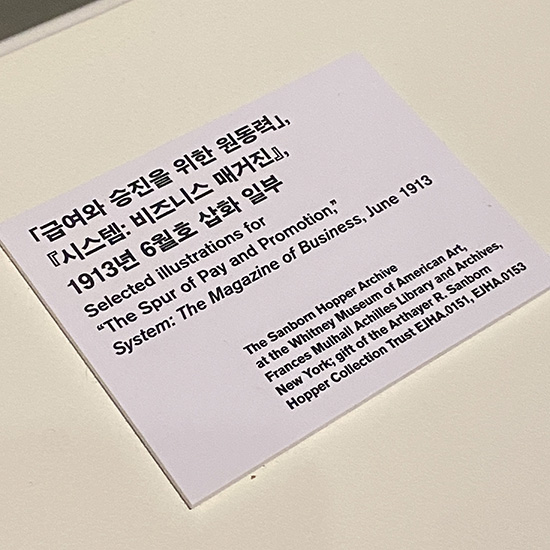 「급여와 승진을 위한 원동력」,
『시스템: 비즈니스 매거진』,
1913년 6월호 삽화 일부
Selected illustrations for
“The Spur of Pay and Promotion,”
System: The Magazine of Business, June 1913
The Sanborn Hopper Archive
at the Whitney Museum of American Art,
Frances Mulhall Achilles Library and Archives,
New York; gift of the Arthayer R. Sanborn
Hopper Collection Trust EJHA.0151, EJHA.0153